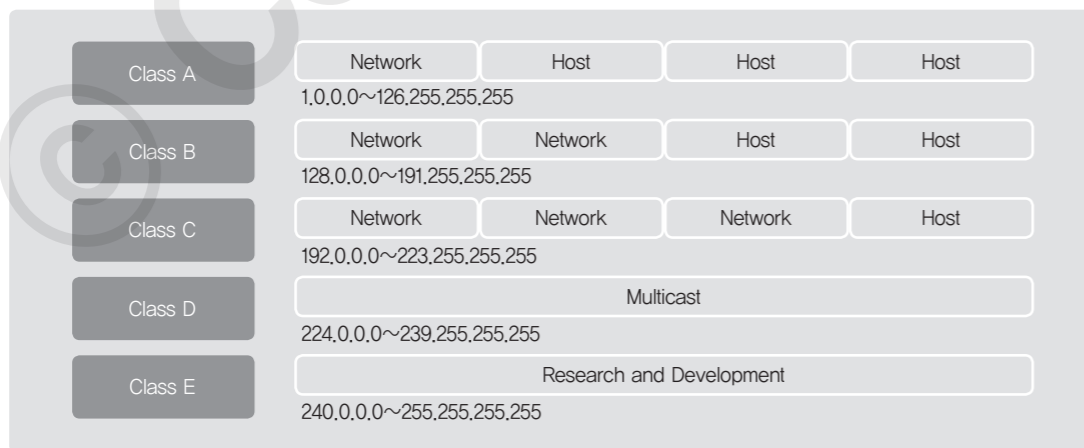 Class A Network Host Host Host
1.0.0.0~126.255.255.255
Class B Network Network Host Host
128.0.0.0~191.255.255.255
Class C Network Network Network Host
192.0.0.0~223.255.255.255
Class D Multicast
224.0.0.0~239.255.255.255
Class E Research and Development
240.0.0.0~255.255.255.255